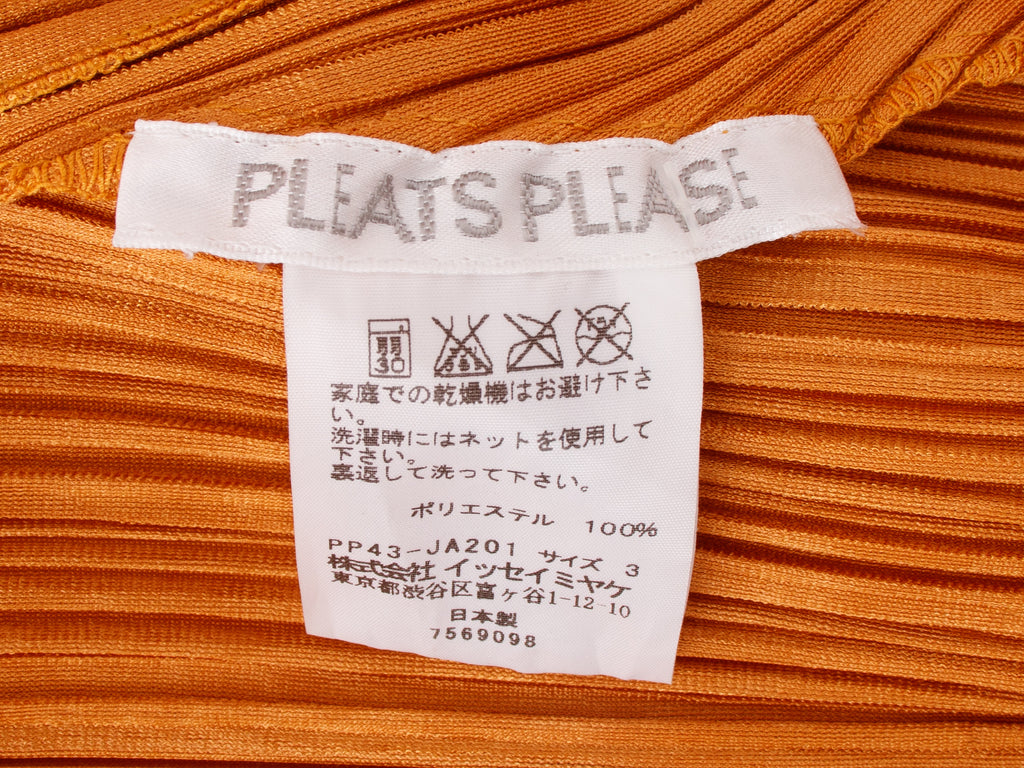 PLEATS PLEASE
弱
30
家庭での乾燥機はお避け下さ
い。
洗濯時にはネットを使用して
下さい。
裏返して洗って下さい。
ポリエステル 100%
PP43-JA201 サイズ 3
株式会社 イッセイミヤケ
東京都渋谷区富ヶ谷1-12-10
日本製
7569098